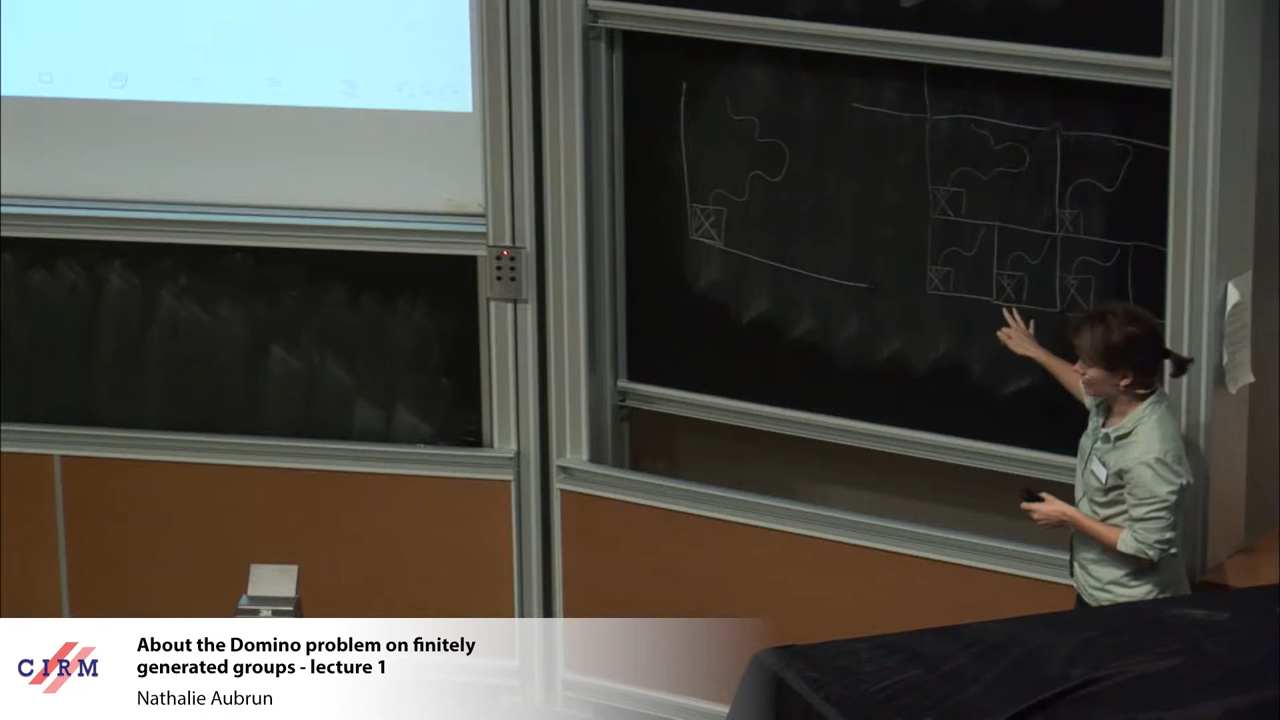 CIRM
About the Domino problem on finitely
generated groups - lecture 1
Nathalie Aubrun